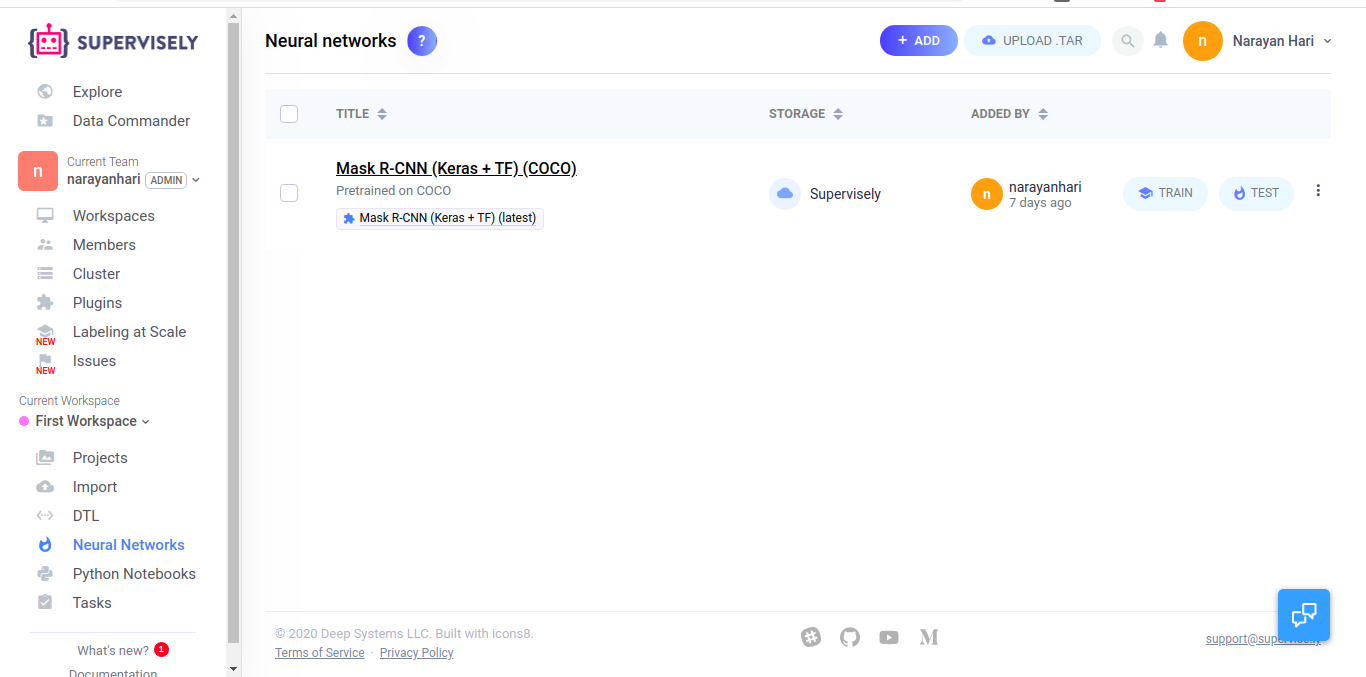 SUPERVISELY
Explore
Data Commander
n
Current Team
narayanhari ADMIN
Workspaces
Members
Cluster
Plugins
Labeling at Scale
NEW
Issues
NEW
Current Workspace
First Workspace
Projects
Import
DTL
Neural Networks
Python Notebooks
Tasks
What's new? 1
Documentation
Neural networks ?
+ ADD
UPLOAD .TAR
n
Narayan Hari
TITLE STORAGE ADDED BY
Mask R-CNN (Keras + TF) (COCO)
Pretrained on COCO
Mask R-CNN (Keras + TF) (latest)
Supervisely
n
narayanhari
7 days ago
TRAIN
TEST
© 2020 Deep Systems LLC. Built with icons8.
Terms of Service · Privacy Policy
support@supervise.ly